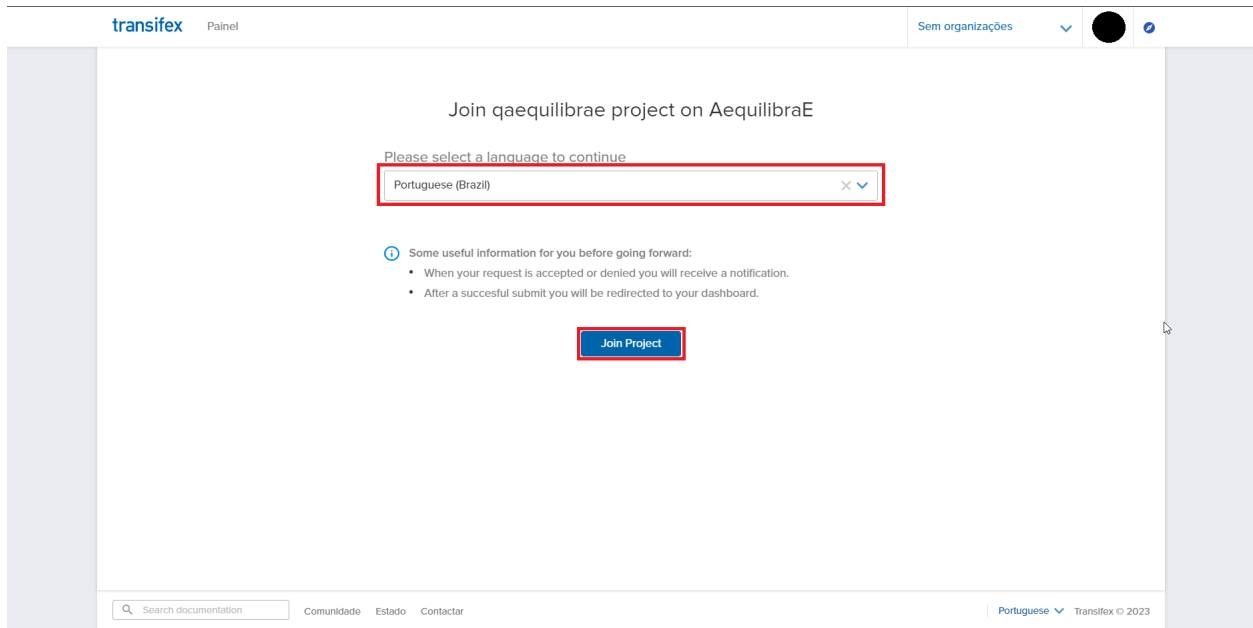 transifex Painel Sem organizações
Join qaequilibrae project on AequilibraE
Please select a language to continue
Portuguese (Brazil)
Some useful information for you before going forward:
• When your request is accepted or denied you will receive a notification.
• After a succesful submit you will be redirected to your dashboard.
Join Project
Search documentation Comunidade Estado Contactar Portuguese Transifex © 2023